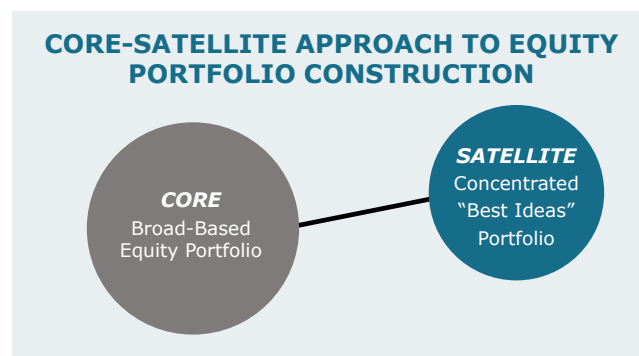 CORE-SATELLITE APPROACH TO EQUITY
PORTFOLIO CONSTRUCTION
CORE
Broad-Based
Equity Portfolio
SATELLITE
Concentrated
“Best Ideas”
Portfolio